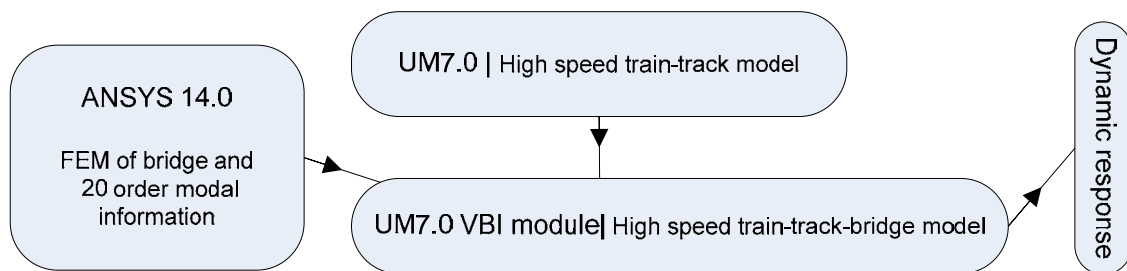 ANSYS 14.0
FEM of bridge and
20 order modal
information
UM7.0 | High speed train-track model
UM7.0 VBI module| High speed train-track-bridge model
Dynamic response